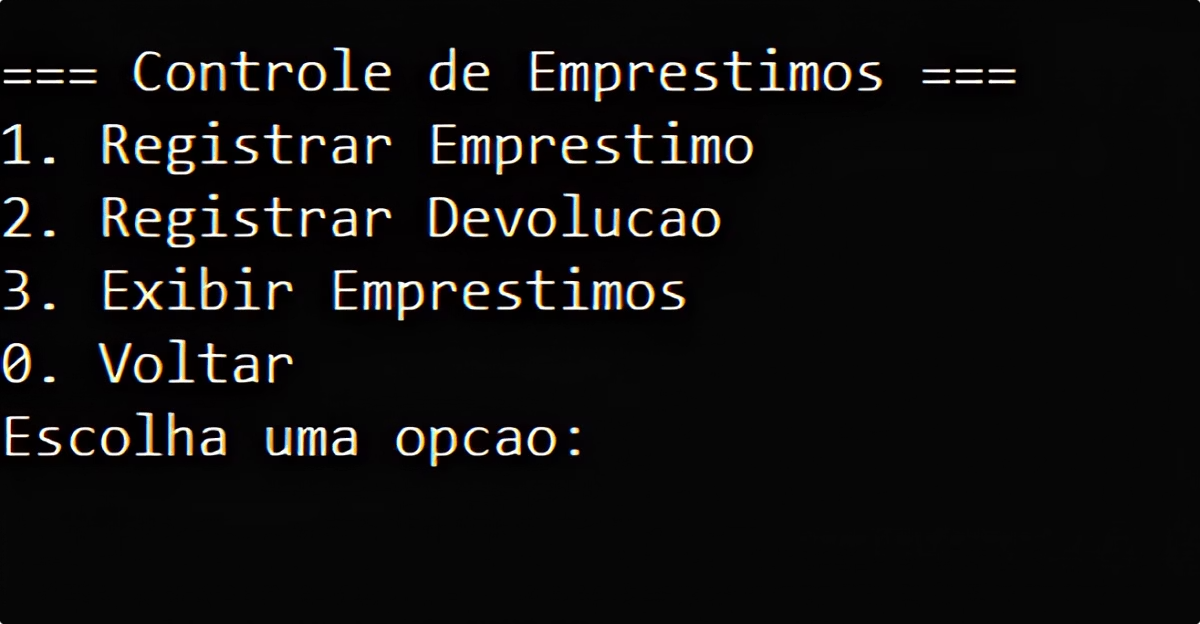 === Controle de Emprestimos ===
1. Registrar Emprestimo
2. Registrar Devolucao
3. Exibir Emprestimos
0. Voltar
Escolha uma opcao: